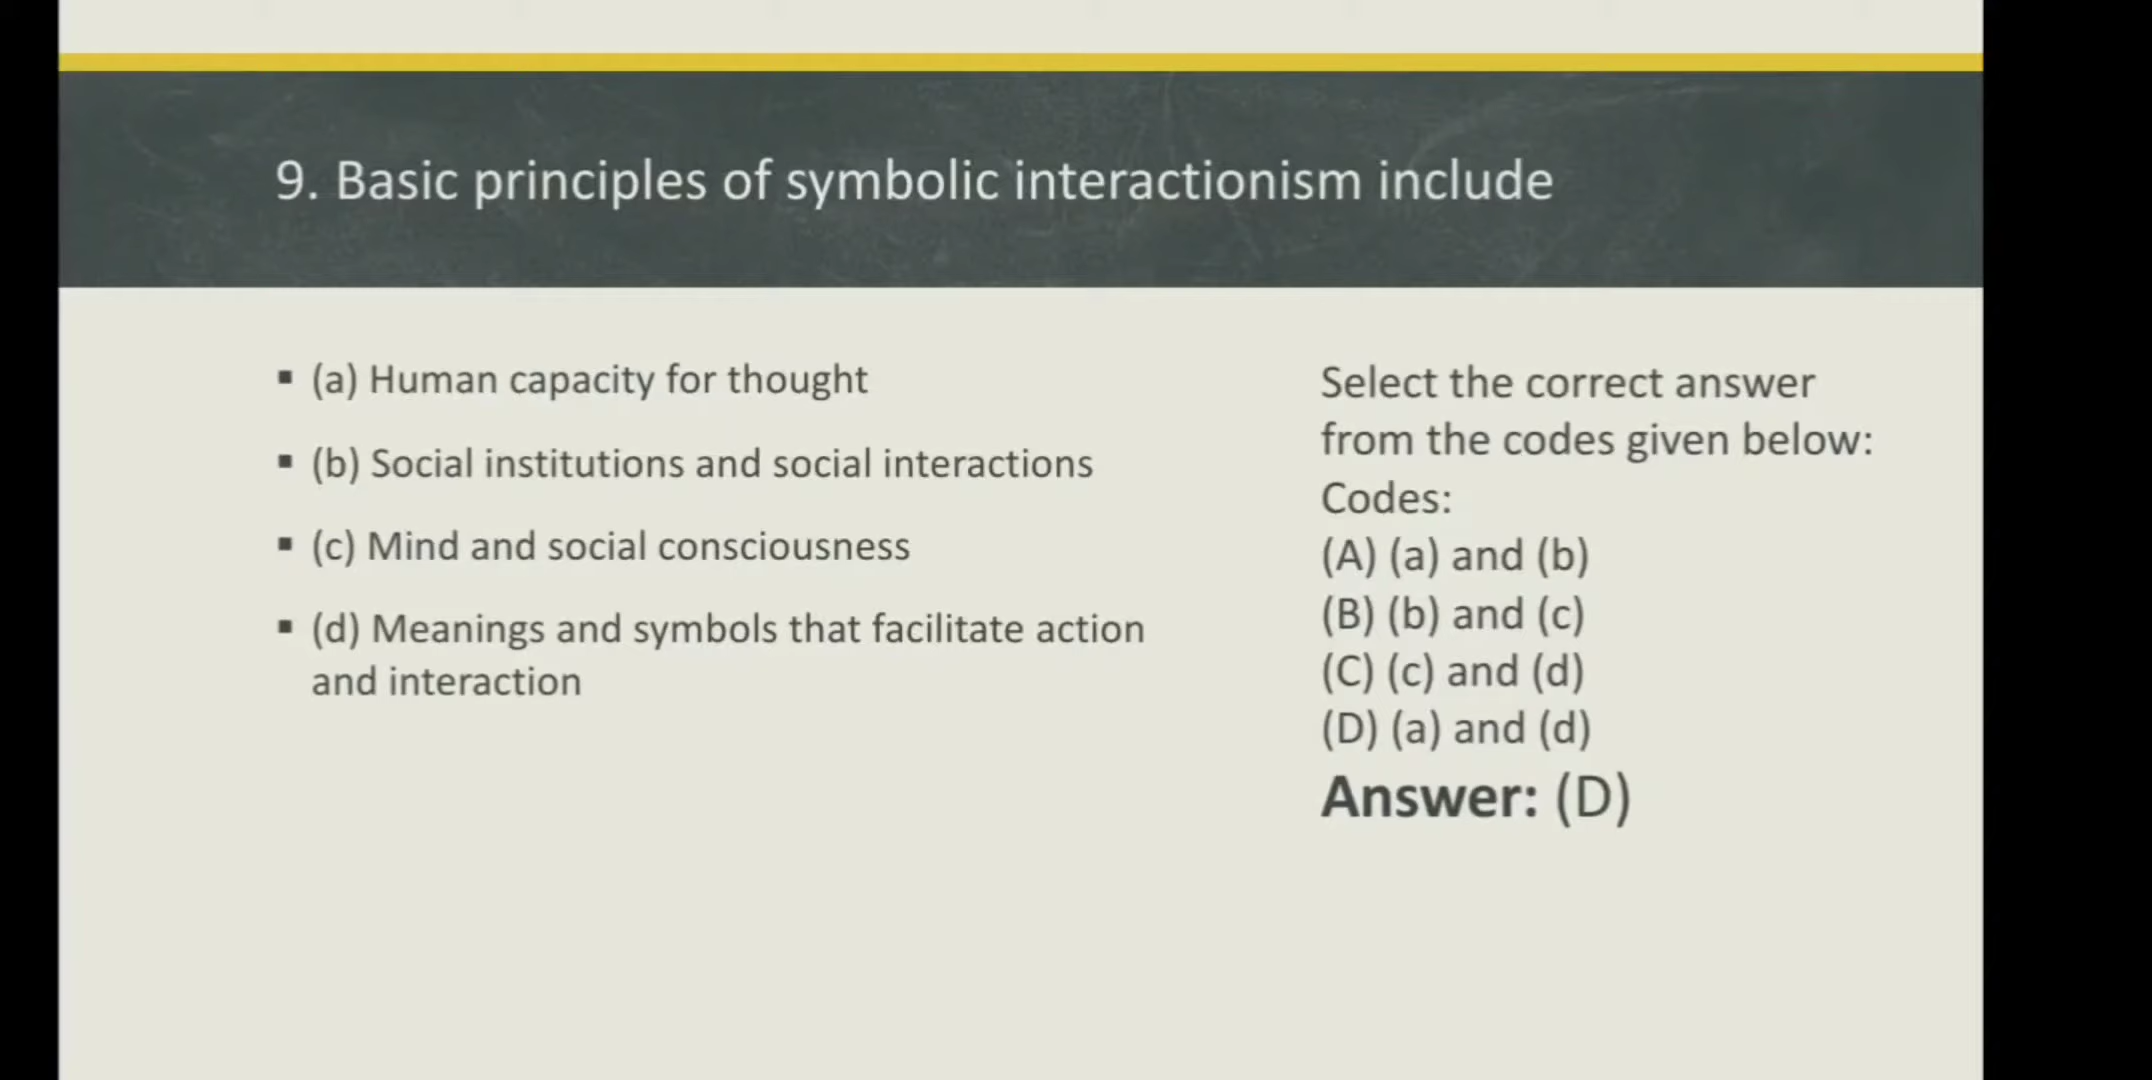 9. Basic principles of symbolic interactionism include
▪ (a) Human capacity for thought
▪ (b) Social institutions and social interactions
▪ (c) Mind and social consciousness
▪ (d) Meanings and symbols that facilitate action
and interaction
Select the correct answer
from the codes given below:
Codes:
(A) (a) and (b)
(B) (b) and (c)
(C) (c) and (d)
(D) (a) and (d)
Answer: (D)